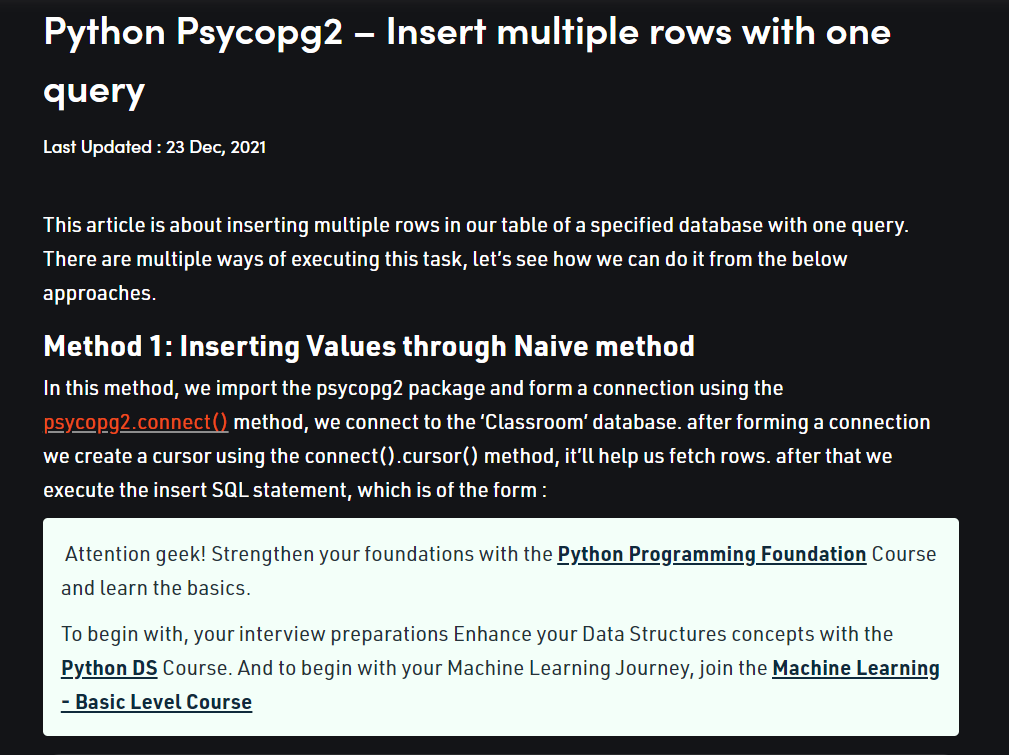 Python Psycopg2 – Insert multiple rows with one
query
Last Updated : 23 Dec, 2021
This article is about inserting multiple rows in our table of a specified database with one query.
There are multiple ways of executing this task, let’s see how we can do it from the below
approaches.
Method 1: Inserting Values through Naive method
In this method, we import the psycopg2 package and form a connection using the
psycopg2.connect() method, we connect to the ‘Classroom’ database. after forming a connection
we create a cursor using the connect().cursor() method, it’ll help us fetch rows. after that we
execute the insert SQL statement, which is of the form :
Attention geek! Strengthen your foundations with the Python Programming Foundation Course
and learn the basics.
To begin with, your interview preparations Enhance your Data Structures concepts with the
Python DS Course. And to begin with your Machine Learning Journey, join the Machine Learning
- Basic Level Course